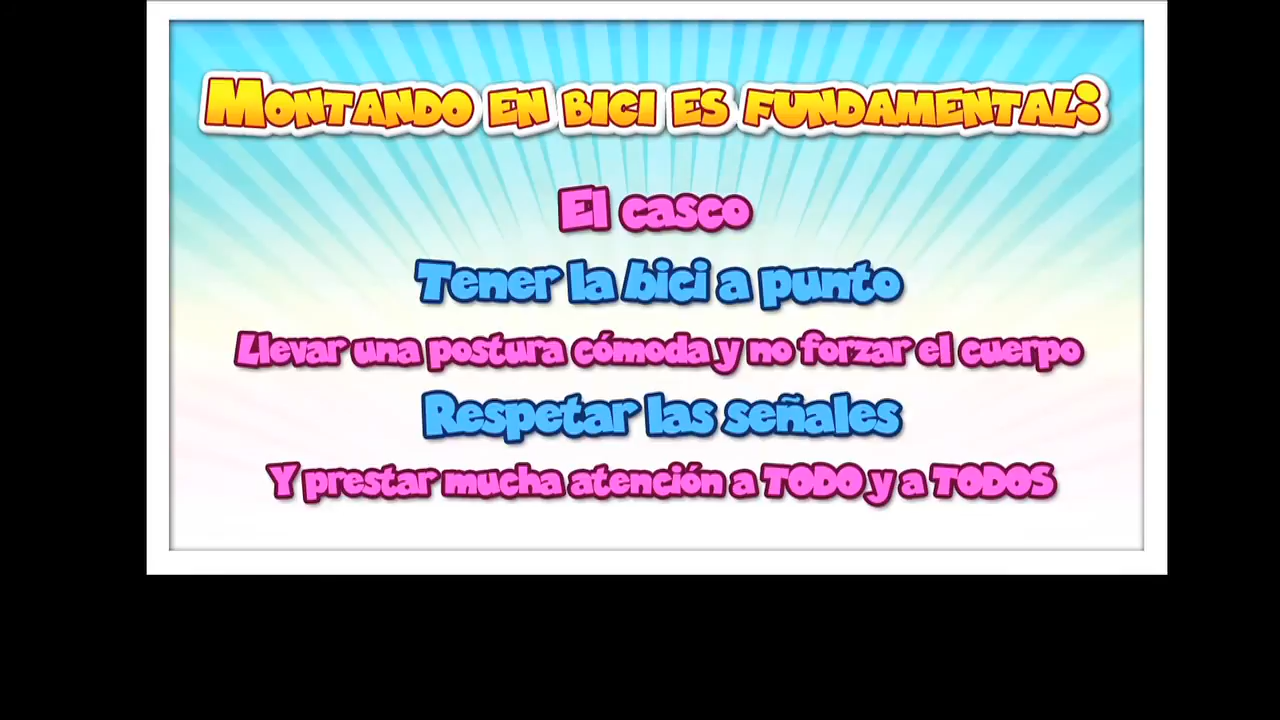 Montando en bici es fundamental:
El casco
Tener la bici a punto
Llevar una postura cómoda y no forzar el cuerpo
Respetar las señales
Y prestar mucha atención a TODO y a TODOS